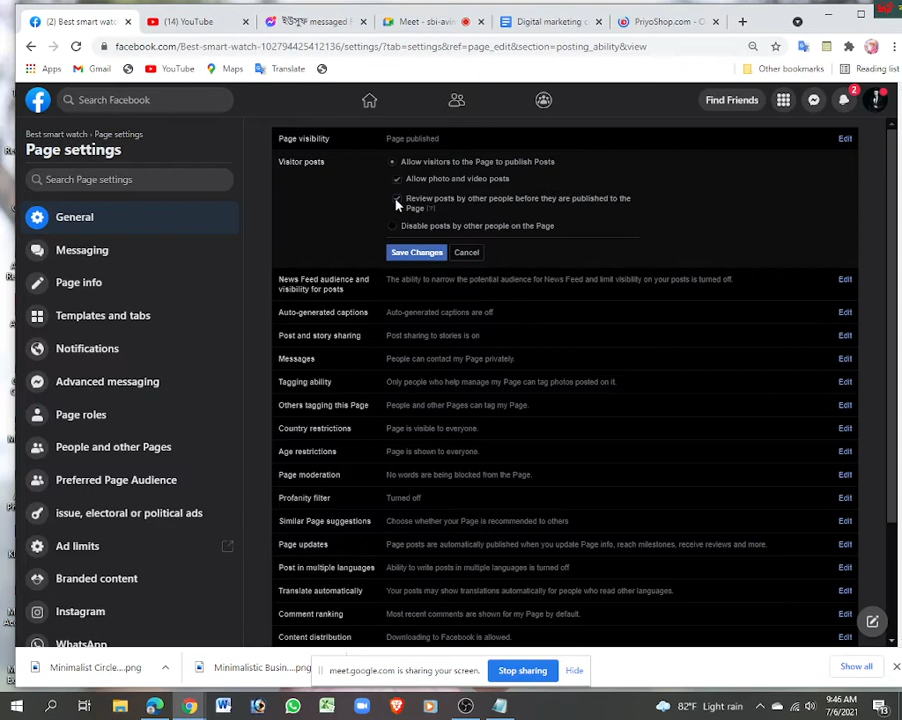 (2) Best smart watch
(14) YouTube
ইউসুফ messaged
Meet - sbi-avin
Digital marketing c
PriyoShop.com - O
facebook.com/Best-smart-watch-102794425412136/settings/?tab=settings&ref=page_edit&section=posting_ability&view
Apps
Gmail
YouTube
Maps
Translate
Other bookmarks
Reading list
Search Facebook
Find Friends
2
Best smart watch › Page settings
Page settings
Search Page settings
General
Messaging
Page info
Templates and tabs
Notifications
Advanced messaging
Page roles
People and other Pages
Preferred Page Audience
issue, electoral or political ads
Ad limits
Branded content
Instagram
WhatsApp
Page visibility Page published Edit
Visitor posts Allow visitors to the Page to publish Posts
Allow photo and video posts
Review posts by other people before they are published to the
Page [?]
Disable posts by other people on the Page
Save Changes Cancel
News Feed audience and
visibility for posts
The ability to narrow the potential audience for News Feed and limit visibility on your posts is turned off. Edit
Auto-generated captions Auto-generated captions are off Edit
Post and story sharing Post sharing to stories is on Edit
Messages People can contact my Page privately. Edit
Tagging ability Only people who help manage my Page can tag photos posted on it. Edit
Others tagging this Page People and other Pages can tag my Page. Edit
Country restrictions Page is visible to everyone. Edit
Age restrictions Page is shown to everyone. Edit
Page moderation No words are being blocked from the Page. Edit
Profanity filter Turned off Edit
Similar Page suggestions Choose whether your Page is recommended to others Edit
Page updates Page posts are automatically published when you update Page info, reach milestones, receive reviews and more. Edit
Post in multiple languages Ability to write posts in multiple languages is turned off Edit
Translate automatically Your posts may show translations automatically for people who read other languages. Edit
Comment ranking Most recent comments are shown for my Page by default. Edit
Content distribution Downloading to Facebook is allowed. Edit
Minimalist Circle....png
Minimalistic Busin....png
meet.google.com is sharing your screen.
Stop sharing
Hide
Show all
82°F Light rain
9:46 AM
7/6/2021
13